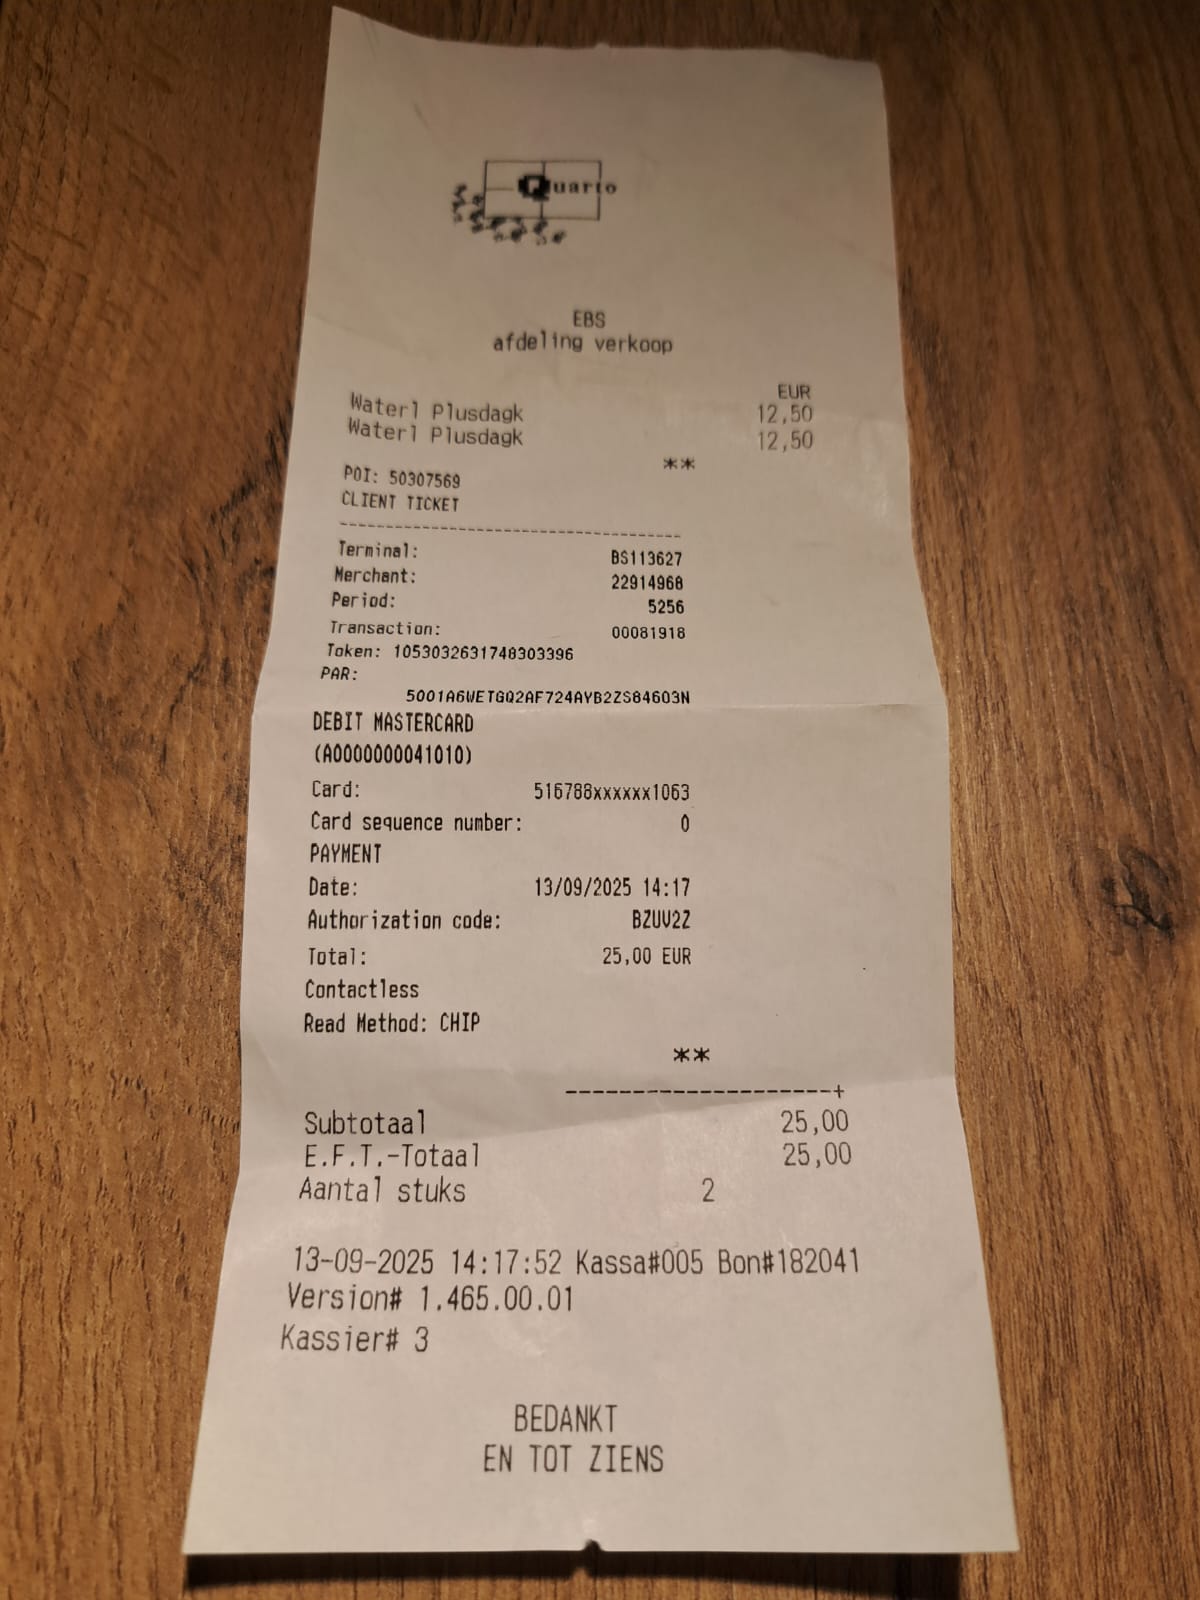 Quarto
EBS
afdeling verkoop
EUR
Waterl Plusdagk 12,50
Waterl Plusdagk 12,50
**
POI: 50307569
CLIENT TICKET
Terminal: BS113627
Merchant: 22914968
Period: 5256
Transaction: 00081918
Token: 1053032631748303396
PAR:
5001A6WETGQ2AF724AYB2ZS84603N
DEBIT MASTERCARD
(A0000000041010)
Card: 516788xxxxxx1063
Card sequence number: 0
PAYMENT
Date: 13/09/2025 14:17
Authorization code: BZUV2Z
Total: 25,00 EUR
Contactless
Read Method: CHIP
**
--------------------+
Subtotaal 25,00
E.F.T.-Totaal 25,00
Aantal stuks 2
13-09-2025 14:17:52 Kassa#005 Bon#182041
Version# 1.465.00.01
Kassier# 3
BEDANKT
EN TOT ZIENS